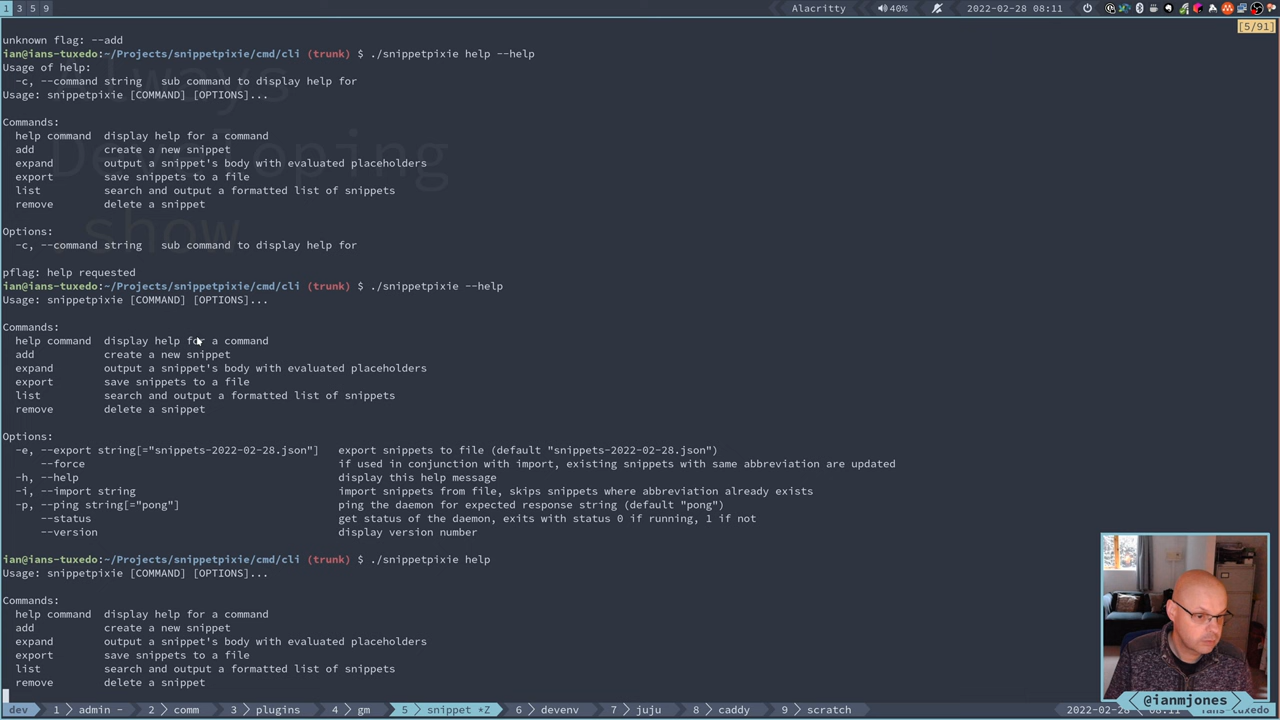 1 3 5 9 Alacritty 40% 2022-02-28 08:11
[5/91]
unknown flag: --add
ian@ians-tuxedo:~/Projects/snippetpixie/cmd/cli (trunk) $ ./snippetpixie help --help
Usage of help:
-c, --command string sub command to display help for
Usage: snippetpixie [COMMAND] [OPTIONS]...
Commands:
help command display help for a command
add create a new snippet
expand output a snippet's body with evaluated placeholders
export save snippets to a file
list search and output a formatted list of snippets
remove delete a snippet
Options:
-c, --command string sub command to display help for
pflag: help requested
ian@ians-tuxedo:~/Projects/snippetpixie/cmd/cli (trunk) $ ./snippetpixie --help
Usage: snippetpixie [COMMAND] [OPTIONS]...
Commands:
help command display help for a command
add create a new snippet
expand output a snippet's body with evaluated placeholders
export save snippets to a file
list search and output a formatted list of snippets
remove delete a snippet
Options:
-e, --export string[="snippets-2022-02-28.json"] export snippets to file (default "snippets-2022-02-28.json")
--force if used in conjunction with import, existing snippets with same abbreviation are updated
-h, --help display this help message
-i, --import string import snippets from file, skips snippets where abbreviation already exists
-p, --ping string[="pong"] ping the daemon for expected response string (default "pong")
--status get status of the daemon, exits with status 0 if running, 1 if not
--version display version number
ian@ians-tuxedo:~/Projects/snippetpixie/cmd/cli (trunk) $ ./snippetpixie help
Usage: snippetpixie [COMMAND] [OPTIONS]...
Commands:
help command display help for a command
add create a new snippet
expand output a snippet's body with evaluated placeholders
export save snippets to a file
list search and output a formatted list of snippets
remove delete a snippet
@ianmjones
dev 1 admin - 2 comm 3 plugins 4 gm 5 snippet *Z 6 devenv 7 juju 8 caddy 9 scratch 2022-02-28
show